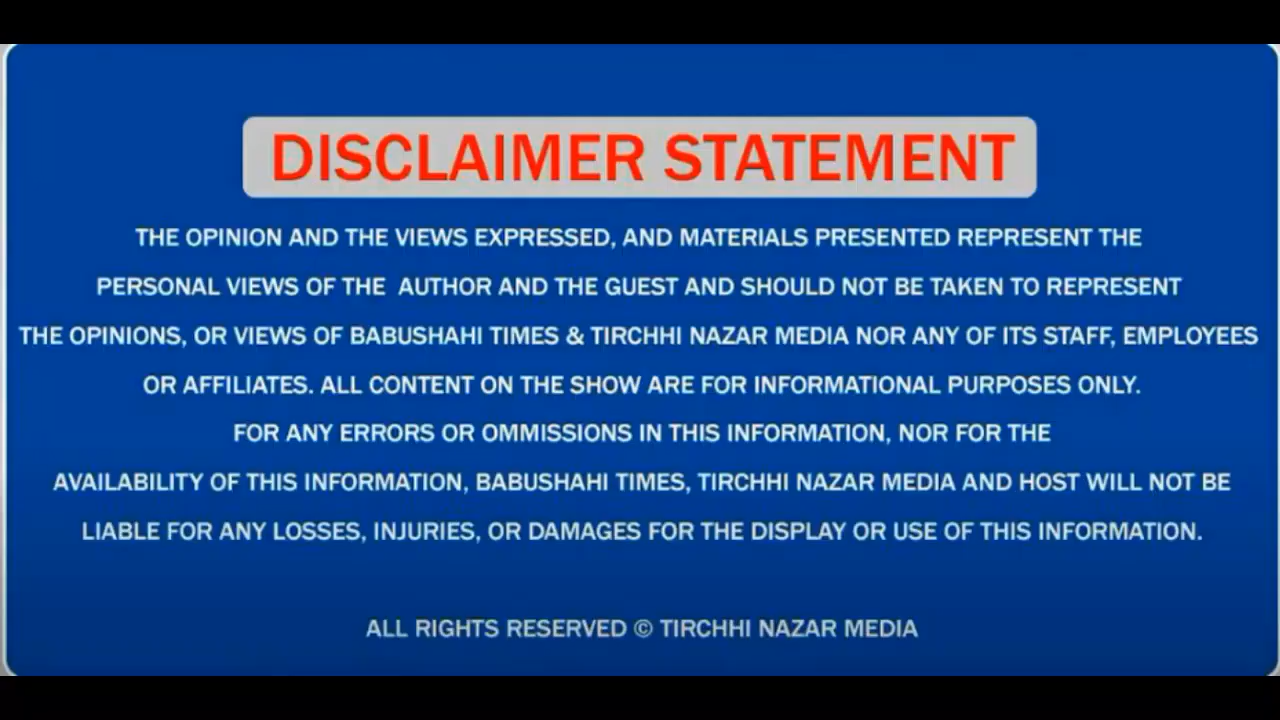 DISCLAIMER STATEMENT
THE OPINION AND THE VIEWS EXPRESSED, AND MATERIALS PRESENTED REPRESENT THE
PERSONAL VIEWS OF THE AUTHOR AND THE GUEST AND SHOULD NOT BE TAKEN TO REPRESENT
THE OPINIONS, OR VIEWS OF BABUSHAHI TIMES & TIRCHHI NAZAR MEDIA NOR ANY OF ITS STAFF, EMPLOYEES
OR AFFILIATES. ALL CONTENT ON THE SHOW ARE FOR INFORMATIONAL PURPOSES ONLY.
FOR ANY ERRORS OR OMMISSIONS IN THIS INFORMATION, NOR FOR THE
AVAILABILITY OF THIS INFORMATION, BABUSHAHI TIMES, TIRCHHI NAZAR MEDIA AND HOST WILL NOT BE
LIABLE FOR ANY LOSSES, INJURIES, OR DAMAGES FOR THE DISPLAY OR USE OF THIS INFORMATION.
ALL RIGHTS RESERVED © TIRCHHI NAZAR MEDIA